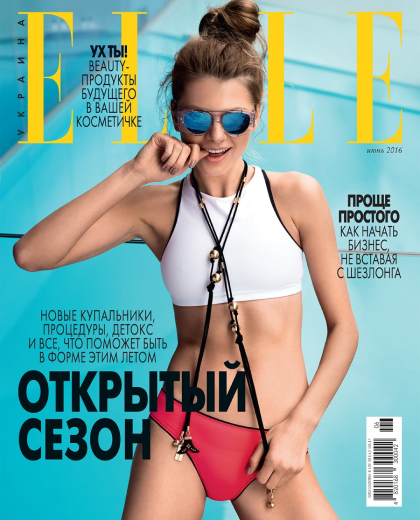 УКРАИНА
ELLE
июнь 2016
УХ ТЫ!
BEAUTY-
ПРОДУКТЫ
БУДУЩЕГО
В ВАШЕЙ
КОСМЕТИЧКЕ
ПРОЩЕ
ПРОСТОГО
КАК НАЧАТЬ
БИЗНЕС,
НЕ ВСТАВАЯ
С ШЕЗЛОНГА
НОВЫЕ КУПАЛЬНИКИ,
ПРОЦЕДУРЫ, ДЕТОКС
И ВСЕ, ЧТО ПОМОЖЕТ БЫТЬ
В ФОРМЕ ЭТИМ ЛЕТОМ
ОТКРЫТЫЙ
СЕЗОН
06